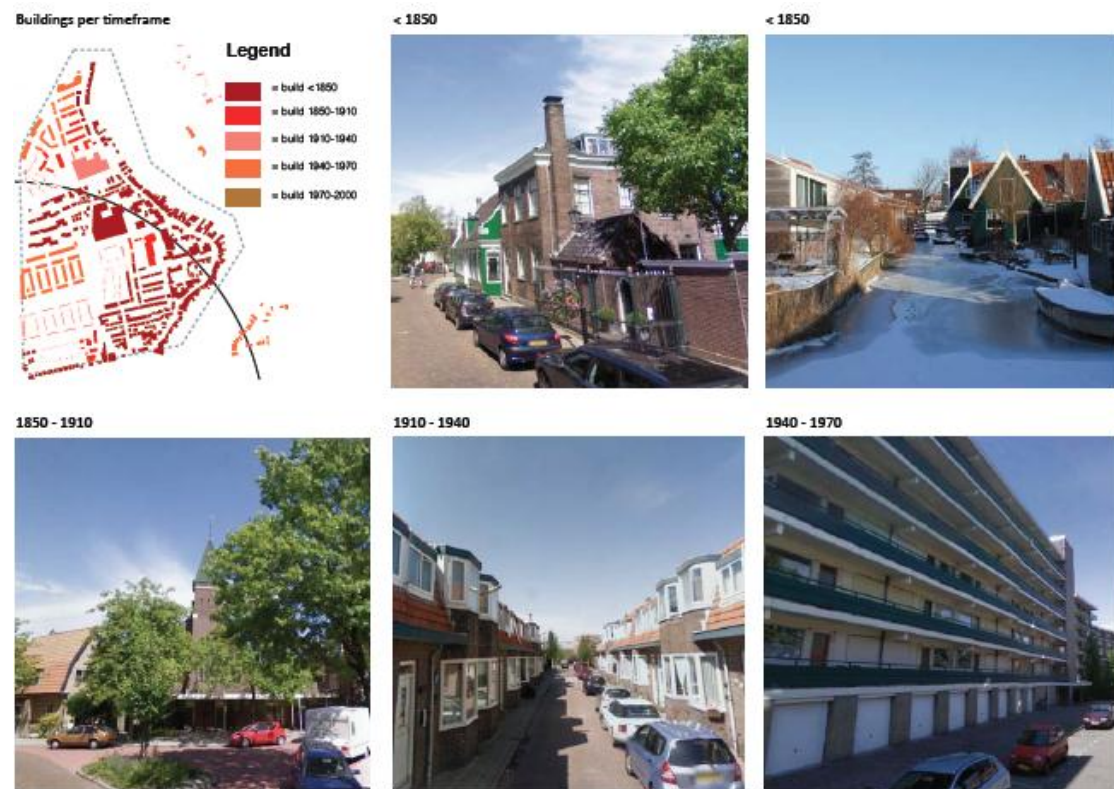 Buildings per timeframe
Legend
= build <1850
= build 1850-1910
= build 1910-1940
= build 1940-1970
= build 1970-2000
< 1850
< 1850
1850 - 1910
1910 - 1940
1940 - 1970